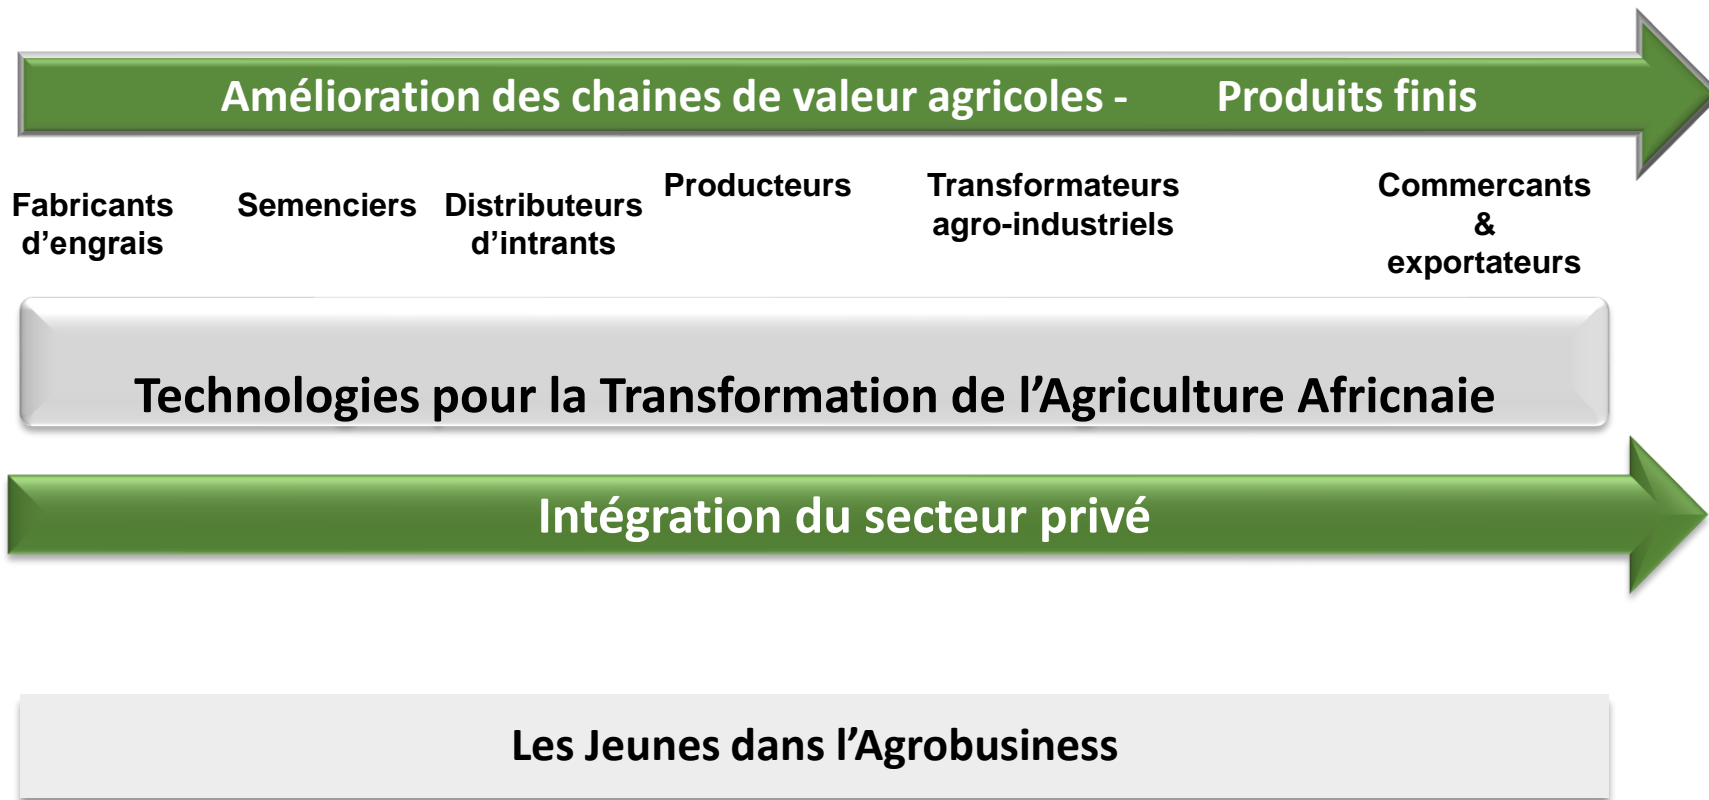 Amélioration des chaines de valeur agricoles - Produits finis
Fabricants
d’engrais
Semenciers
Distributeurs
d’intrants
Producteurs
Transformateurs
agro-industriels
Commercants
&
exportateurs
Technologies pour la Transformation de l’Agriculture Africnaie
Intégration du secteur privé
Les Jeunes dans l’Agrobusiness